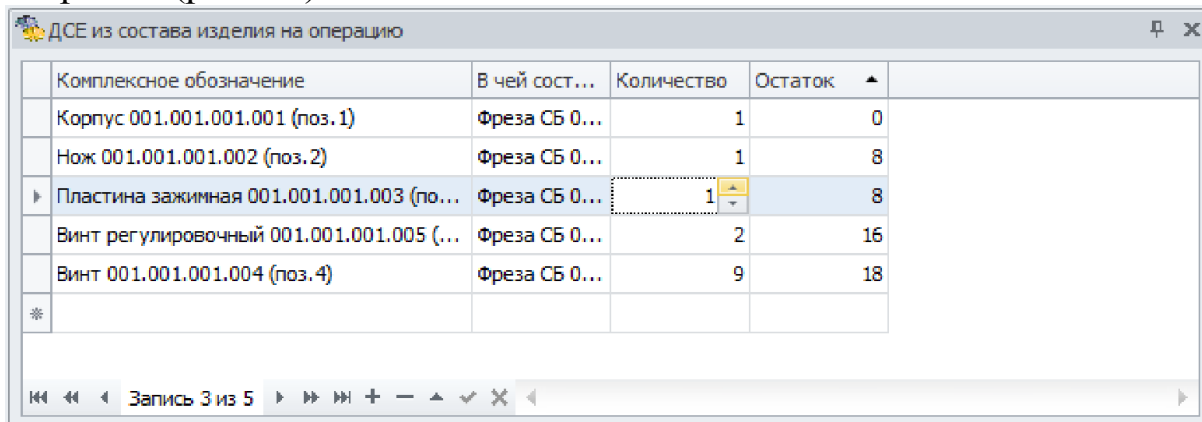 ДСЕ из состава изделия на операцию
Комплексное обозначение В чей сост... Количество Остаток
Корпус 001.001.001.001 (поз.1) Фреза СБ 0... 1 0
Нож 001.001.001.002 (поз.2) Фреза СБ 0... 1 8
Пластина зажимная 001.001.001.003 (по... Фреза СБ 0... 1 8
Винт регулировочный 001.001.001.005 (... Фреза СБ 0... 2 16
Винт 001.001.001.004 (поз.4) Фреза СБ 0... 9 18
Запись 3 из 5